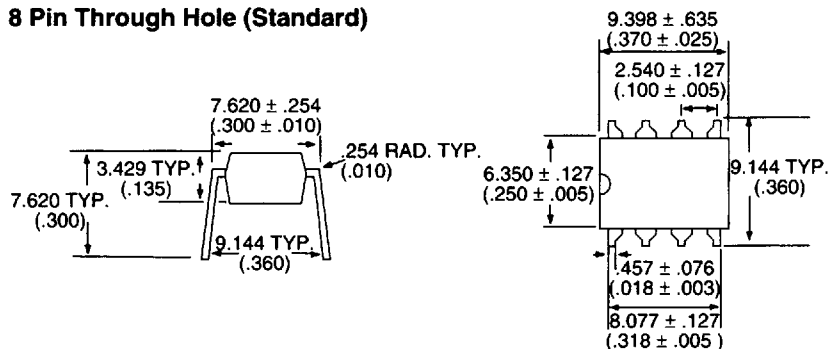 8 Pin Through Hole (Standard)
7.620 ± .254
(.300 ± .010)
3.429 TYP.
(.135)
.254 RAD. TYP.
(.010)
7.620 TYP.
(.300)
9.144 TYP.
(.360)
9.398 ± .635
(.370 ± .025)
2.540 ± .127
(.100 ± .005)
6.350 ± .127
(.250 ± .005)
9.144 TYP.
(.360)
.457 ± .076
(.018 ± .003)
8.077 ± .127
(.318 ± .005 )